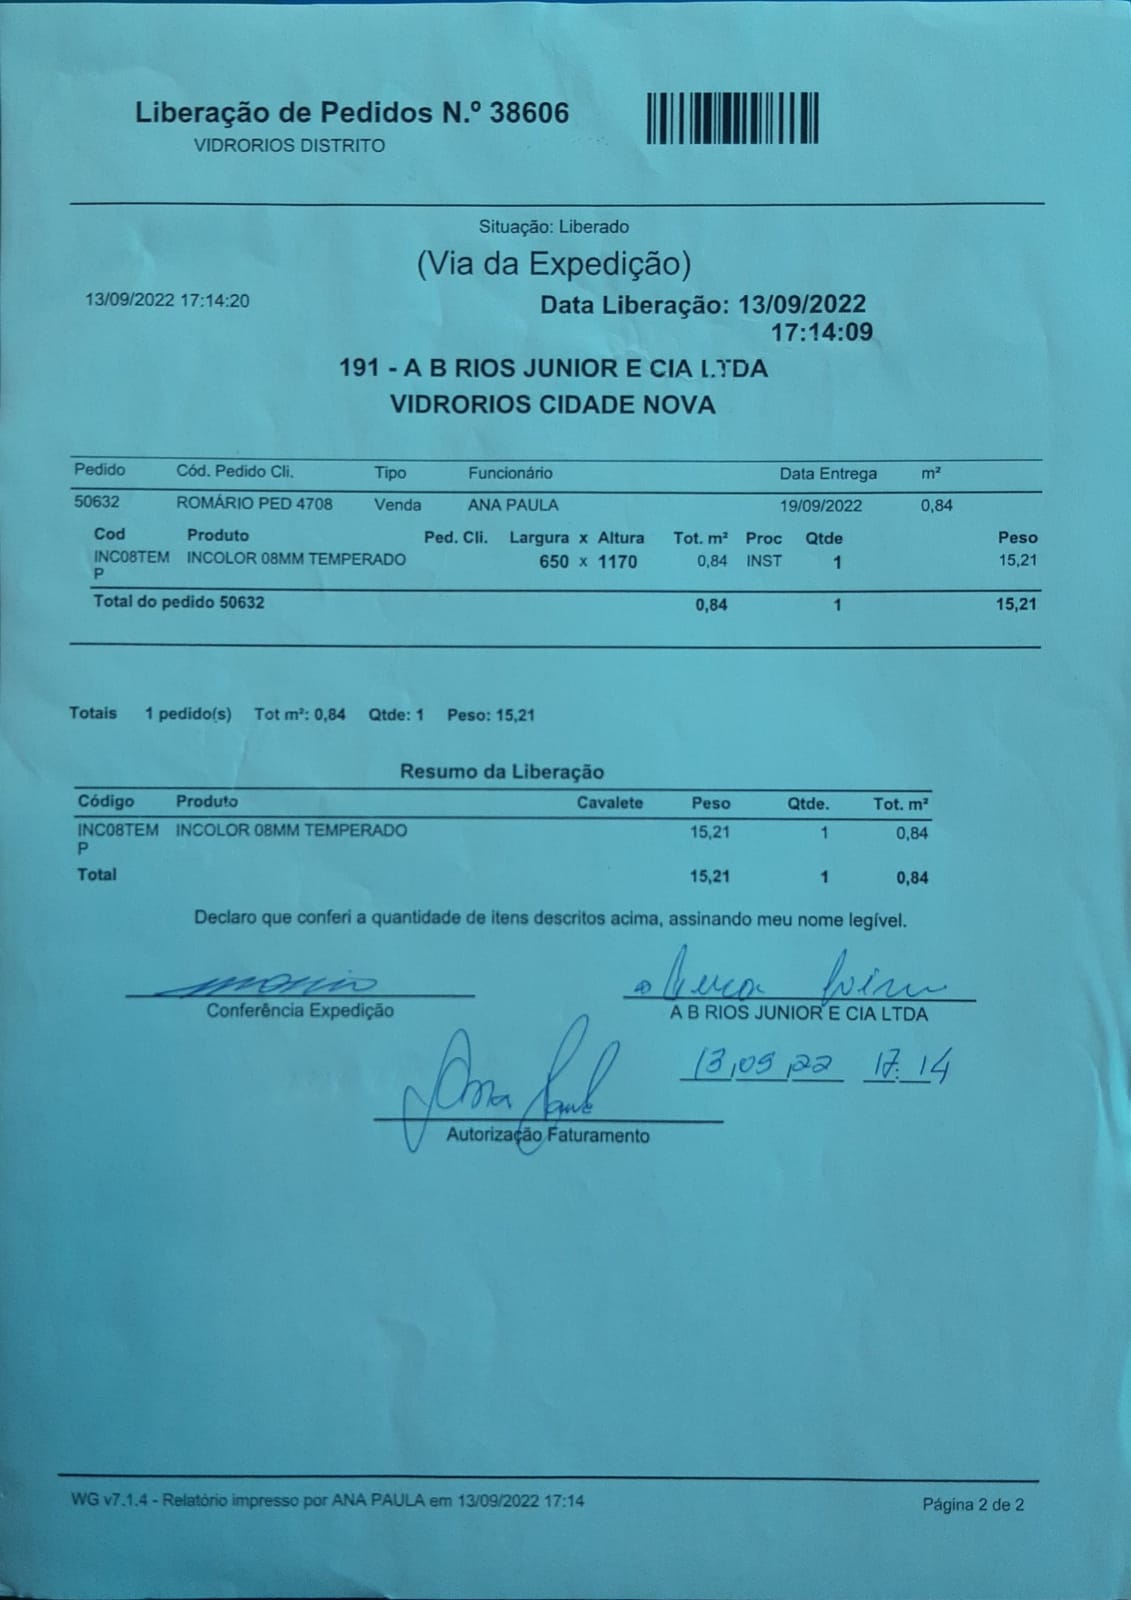 Liberação de Pedidos N.º 38606
VIDRORIOS DISTRITO
Situação: Liberado
(Via da Expedição)
13/09/2022 17:14:20
Data Liberação: 13/09/2022
17:14:09
191 - A B RIOS JUNIOR E CIA LTDA
VIDRORIOS CIDADE NOVA
Pedido Cód. Pedido Cli. Tipo Funcionário Data Entrega m²
50632 ROMÁRIO PED 4708 Venda ANA PAULA 19/09/2022 0,84
Cod Produto Ped. Cli. Largura x Altura Tot. m² Proc Qtde Peso
INC08TEM INCOLOR 08MM TEMPERADO 650 x 1170 0,84 INST 1 15,21
P
Total do pedido 50632 0,84 1 15,21
Totais 1 pedido(s) Tot m²: 0,84 Qtde: 1 Peso: 15,21
Resumo da Liberação
Código Produto Cavalete Peso Qtde. Tot. m²
INC08TEM INCOLOR 08MM TEMPERADO 15,21 1 0,84
P
Total 15,21 1 0,84
Declaro que conferi a quantidade de itens descritos acima, assinando meu nome legível.
Conferência Expedição
A B RIOS JUNIOR E CIA LTDA
13,09,22 17:14
Ana Paula
Autorização Faturamento
WG v7.1.4 - Relatório impresso por ANA PAULA em 13/09/2022 17:14
Página 2 de 2